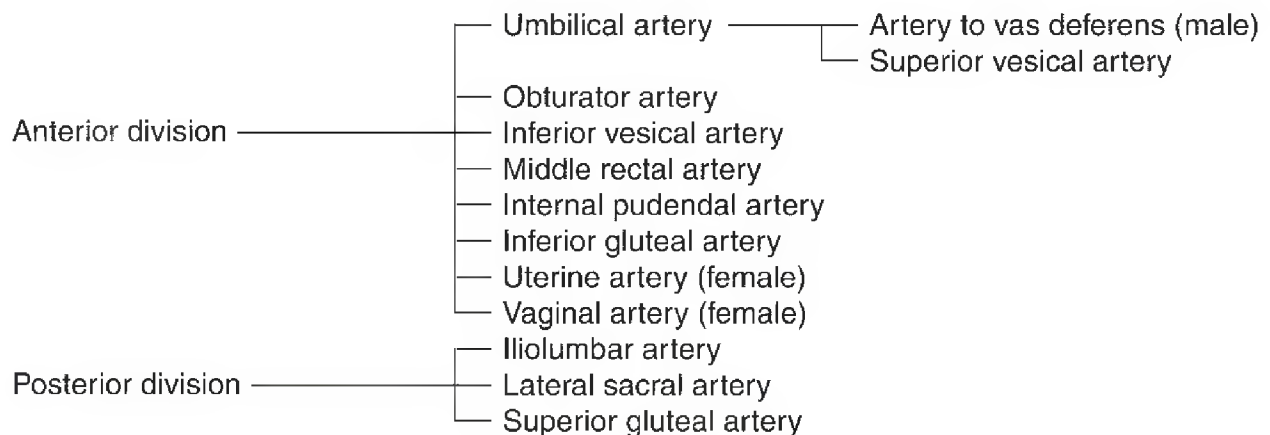 Umbilical artery
Artery to vas deferens (male)
Superior vesical artery
Obturator artery
Anterior division
Inferior vesical artery
Middle rectal artery
Internal pudendal artery
Inferior gluteal artery
Uterine artery (female)
Vaginal artery (female)
Iliolumbar artery
Posterior division
Lateral sacral artery
Superior gluteal artery